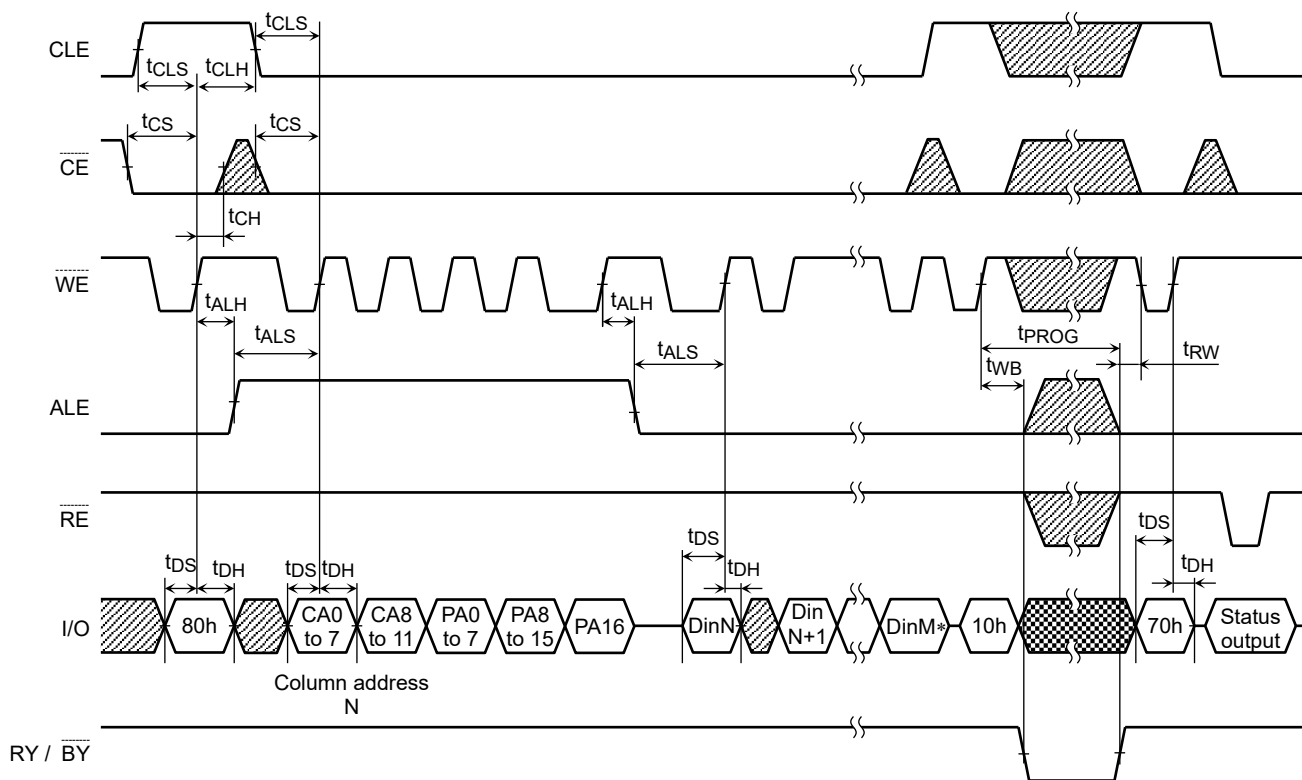 tCLS
CLE
tCLS
tCLH
tCS
tCS
CE
tCH
WE
tALH
tALH
tALS
tPROG
tALS
tRW
tWB
ALE
RE
tDS
tDS
tDS
tDH
tDS
tDH
tDH
tDH
I/O
80h
CA0
to 7
CA8
to 11
PA0
to 7
PA8
to 15
PA16
DinN
Din
N+1
DinM*
10h
70h
Status
output
Column address
N
RY / BY